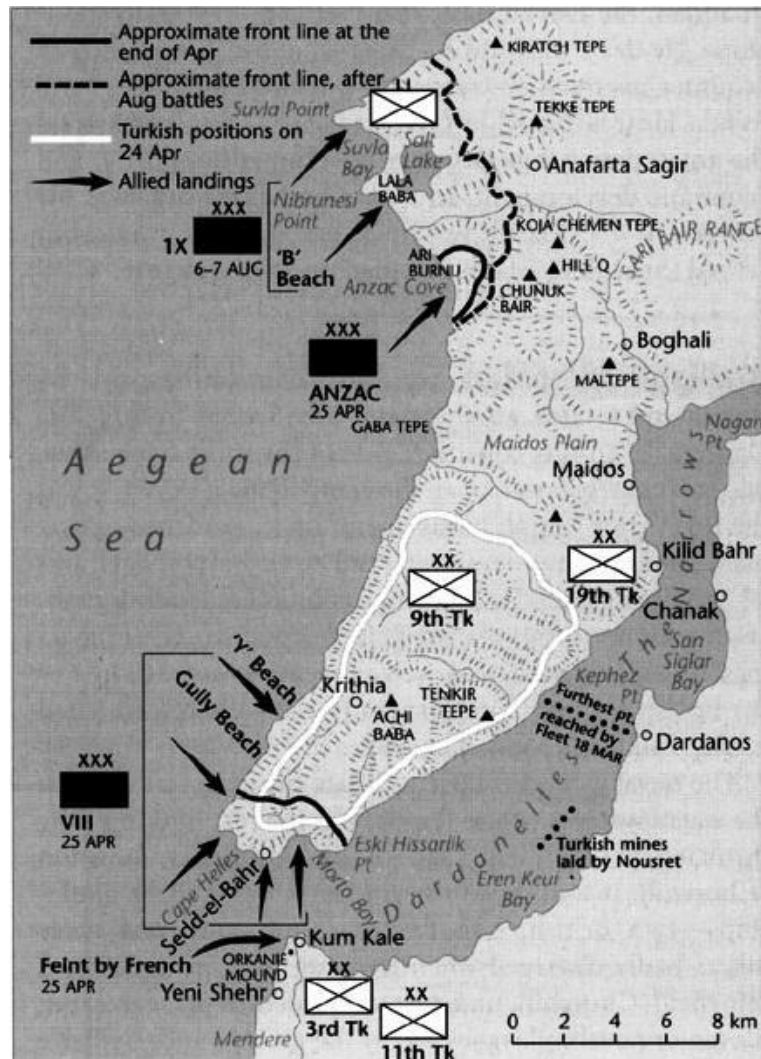 Approximate front line at the
end of Apr
Approximate front line, after
Aug battles
Turkish positions on
24 Apr
Allied landings
KIRATCH TEPE
Suvla Point
TEKKE TEPE
Salt
Lake
Suvla
Bay
Anafarta Sagir
LALA
BABA
Nibrunesi
Point
XXX
1X
6–7 AUG
'B'
Beach
KOJA CHEMEN TEPE
SARI BAIR RANGE
ARI
BURNU
HILL Q
Anzac Cove
CHUNUK
BAIR
XXX
ANZAC
25 APR
Boghali
MALTEPE
GABA TEPE
Nagara
Pt.
Maidos Plain
Aegean
Sea
Maidos
XX
9th Tk
XX
19th Tk
Kilid Bahr
Chanak
The Narrows
San
Siglar
Bay
'Y' Beach
Gully Beach
Krithia
ACHI
BABA
TENKIR
TEPE
Kephez
Pt
Furthest pt.
reached by
Fleet 18 MAR
Dardanos
XXX
VIII
25 APR
Turkish mines
laid by Nousret
Eski Hissarlik
Pt
Cape Helles
Sedd-el-Bahr
Morto Bay
Dardanelles
Eren Keui
Bay
Feint by French
25 APR
Kum Kale
ORKANIE
MOUND
Yeni Shehr
XX
3rd Tk
XX
11th Tk
Mendere
0 2 4 6 8 km